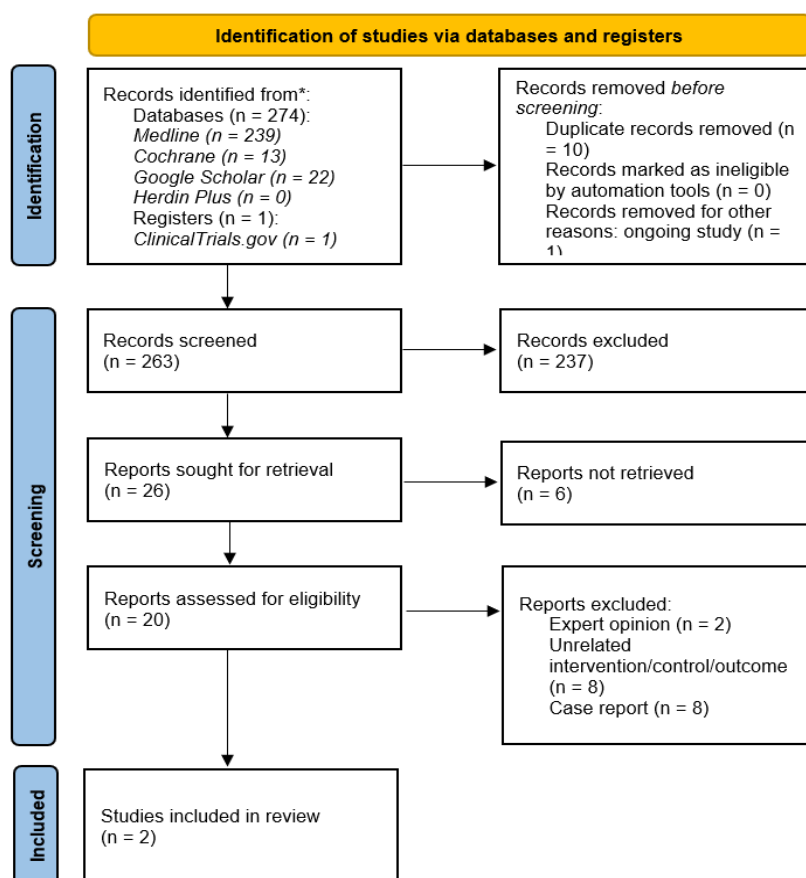 Identification of studies via databases and registers
Identification
Records identified from*:
Databases (n = 274):
Medline (n = 239)
Cochrane (n = 13)
Google Scholar (n = 22)
Herdin Plus (n = 0)
Registers (n = 1):
ClinicalTrials.gov (n = 1)
Records removed before
screening:
Duplicate records removed (n
= 10)
Records marked as ineligible
by automation tools (n = 0)
Records removed for other
reasons: ongoing study (n =
1)
Screening
Records screened
(n = 263)
Records excluded
(n = 237)
Reports sought for retrieval
(n = 26)
Reports not retrieved
(n = 6)
Reports assessed for eligibility
(n = 20)
Reports excluded:
Expert opinion (n = 2)
Unrelated
intervention/control/outcome
(n = 8)
Case report (n = 8)
Included
Studies included in review
(n = 2)